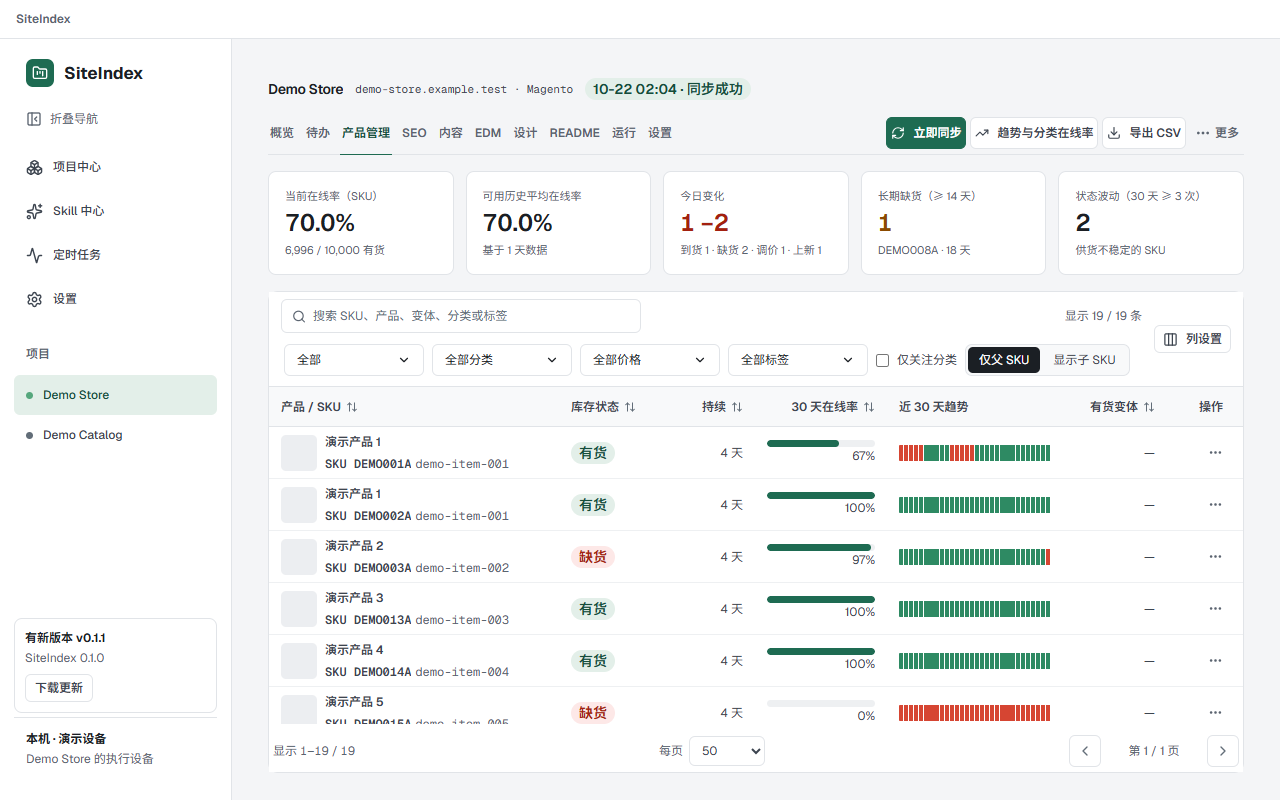 SiteIndex
SiteIndex
折叠导航
项目中心
Skill 中心
定时任务
设置
项目
Demo Store
Demo Catalog
有新版本 v0.1.1
SiteIndex 0.1.0
下载更新
本机 · 演示设备
Demo Store 的执行设备
Demo Store demo-store.example.test · Magento 10-22 02:04 · 同步成功
概览 待办 产品管理 SEO 内容 EDM 设计 README 运行 设置 立即同步 趋势与分类在线率 导出 CSV ··· 更多
当前在线率（SKU）
70.0%
6,996 / 10,000 有货
可用历史平均在线率
70.0%
基于 1 天数据
今日变化
1 −2
到货 1 · 缺货 2 · 调价 1 · 上新 1
长期缺货（≥ 14 天）
1
DEMO008A · 18 天
状态波动（30 天 ≥ 3 次）
2
供货不稳定的 SKU
搜索 SKU、产品、变体、分类或标签 显示 19 / 19 条
列设置
全部 全部分类 全部价格 全部标签 仅关注分类 仅父 SKU 显示子 SKU
产品 / SKU 库存状态 持续 30 天在线率 近 30 天趋势 有货变体 操作
演示产品 1
SKU DEMO001A demo-item-001 有货 4 天 67% — ···
演示产品 1
SKU DEMO002A demo-item-001 有货 4 天 100% — ···
演示产品 2
SKU DEMO003A demo-item-002 缺货 4 天 97% — ···
演示产品 3
SKU DEMO013A demo-item-003 有货 4 天 100% — ···
演示产品 4
SKU DEMO014A demo-item-004 有货 4 天 100% — ···
演示产品 5
SKU DEMO015A demo-item-005 缺货 4 天 0% — ···
显示 1–19 / 19 每页 50 第 1 / 1 页